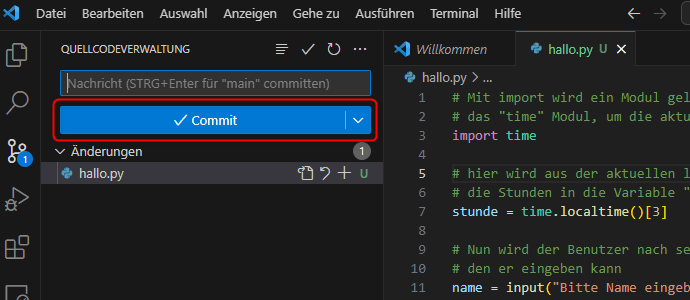 Datei Bearbeiten Auswahl Anzeigen Gehe zu Ausführen Terminal Hilfe
QUELLCODEVERWALTUNG
Nachricht (STRG+Enter für "main" committen)
Commit
Änderungen 1
hallo.py U
1
Willkommen hallo.py U
hallo.py > ...
1 # Mit import wird ein Modul
2 # das "time" Modul, um die
3 import time
4
5 # hier wird aus der aktuellen
6 # die Stunden in die Variable "
7 stunde = time.localtime()[3]
8
9 # Nun wird der Benutzer nach
10 # den er eingeben kann
11 name = input("Bitte Name